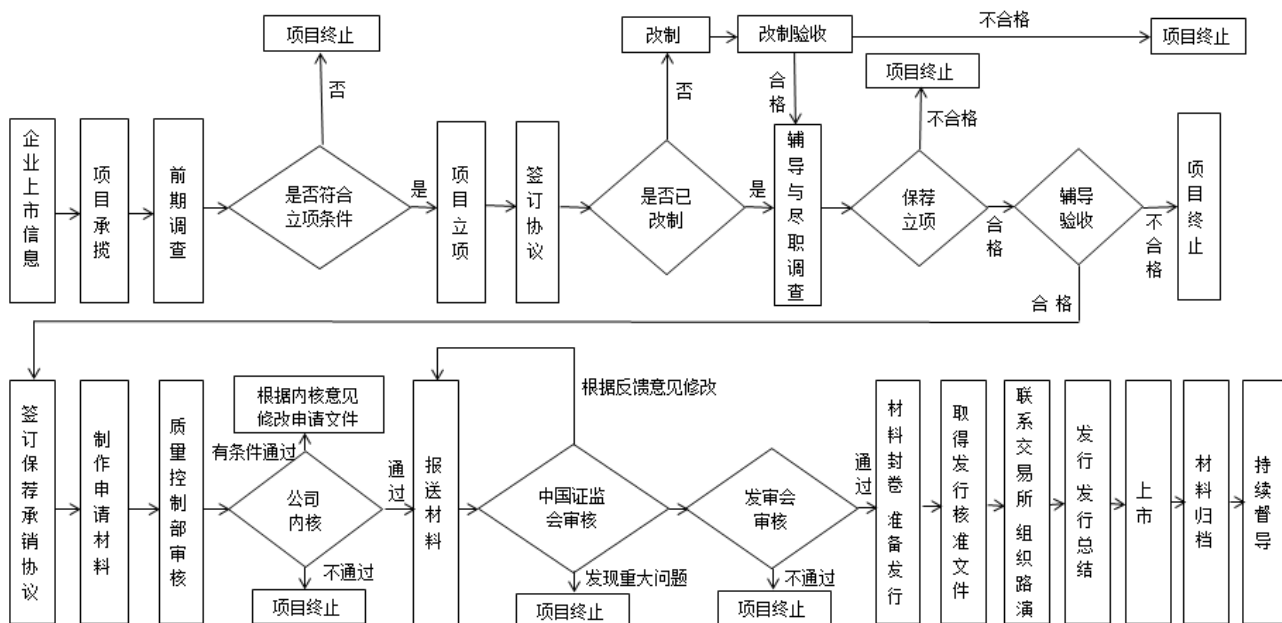 项目终止
改制
改制验收
不合格
项目终止
否
否
合格
项目终止
不合格
企业上市信息
项目承揽
前期调查
是否符合
立项条件
是
项目立项
签订协议
是否已
改制
是
辅导与尽职调查
保荐
立项
合格
辅导
验收
不合格
项目终止
合 格
签订保荐承销协议
制作申请材料
质量控制部审核
根据内核意见
修改申请文件
有条件通过
公司
内核
通过
不通过
项目终止
报送材料
根据反馈意见修改
中国证监
会审核
发现重大问题
项目终止
发审会
审核
通过
不通过
项目终止
材料封卷 准备发行
取得发行核准文件
联系交易所 组织路演
发行 发行总结
上市
材料归档
持续督导